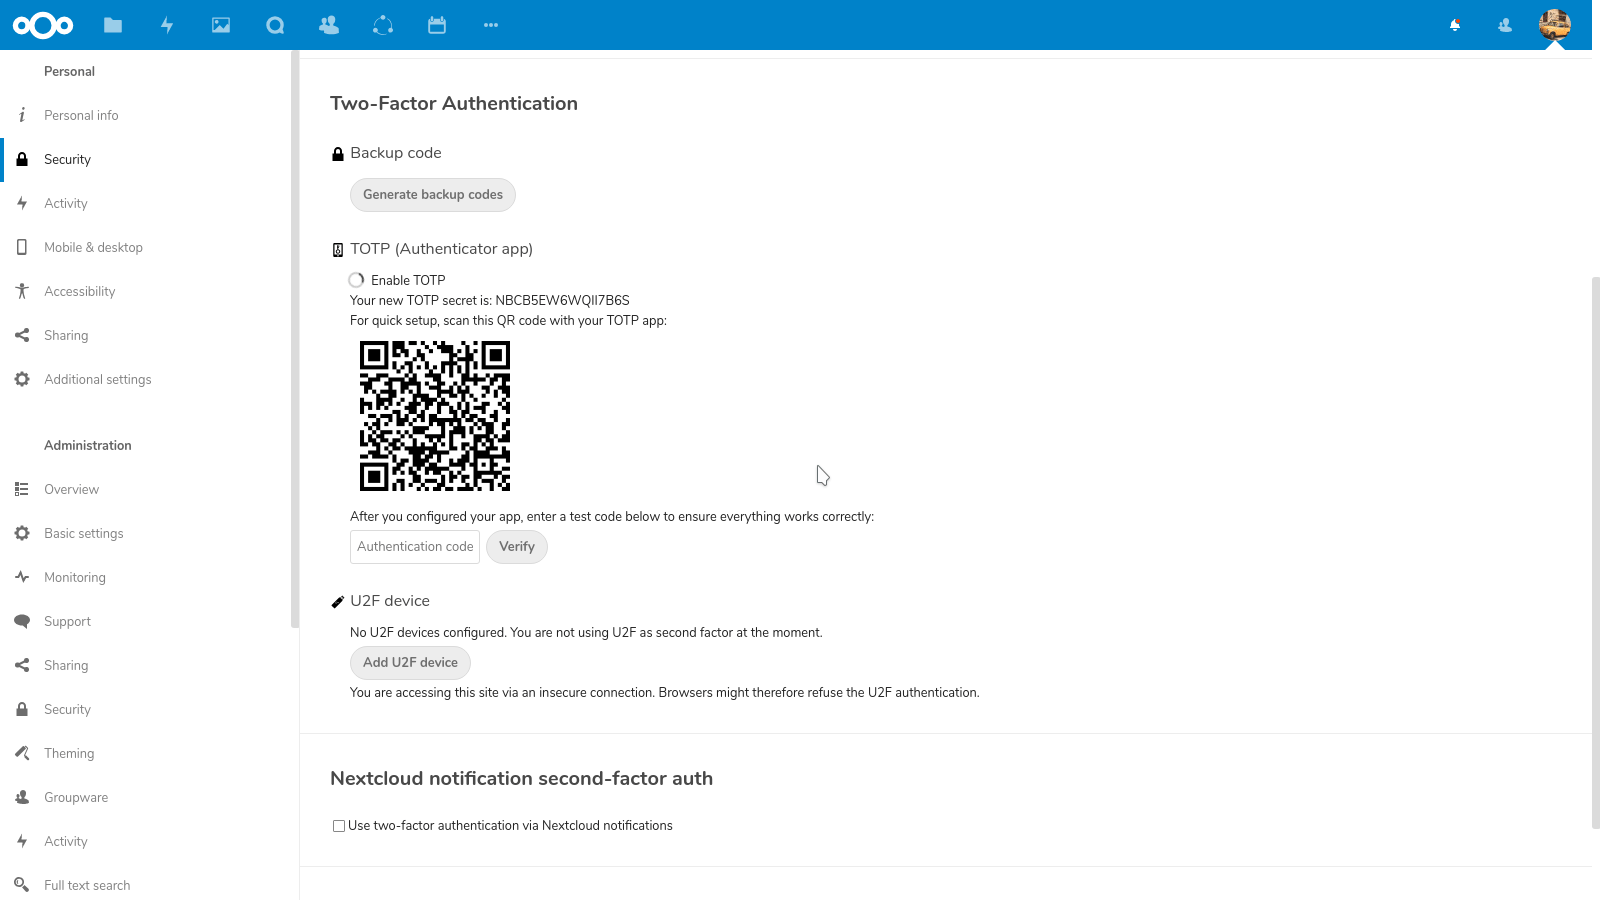 Personal
Personal info
Security
Activity
Mobile & desktop
Accessibility
Sharing
Additional settings
Administration
Overview
Basic settings
Monitoring
Support
Sharing
Security
Theming
Groupware
Activity
Full text search
Two-Factor Authentication
Backup code
Generate backup codes
TOTP (Authenticator app)
Enable TOTP
Your new TOTP secret is: NBCB5EW6WQII7B6S
For quick setup, scan this QR code with your TOTP app:
After you configured your app, enter a test code below to ensure everything works correctly:
Authentication code Verify
U2F device
No U2F devices configured. You are not using U2F as second factor at the moment.
Add U2F device
You are accessing this site via an insecure connection. Browsers might therefore refuse the U2F authentication.
Nextcloud notification second-factor auth
Use two-factor authentication via Nextcloud notifications